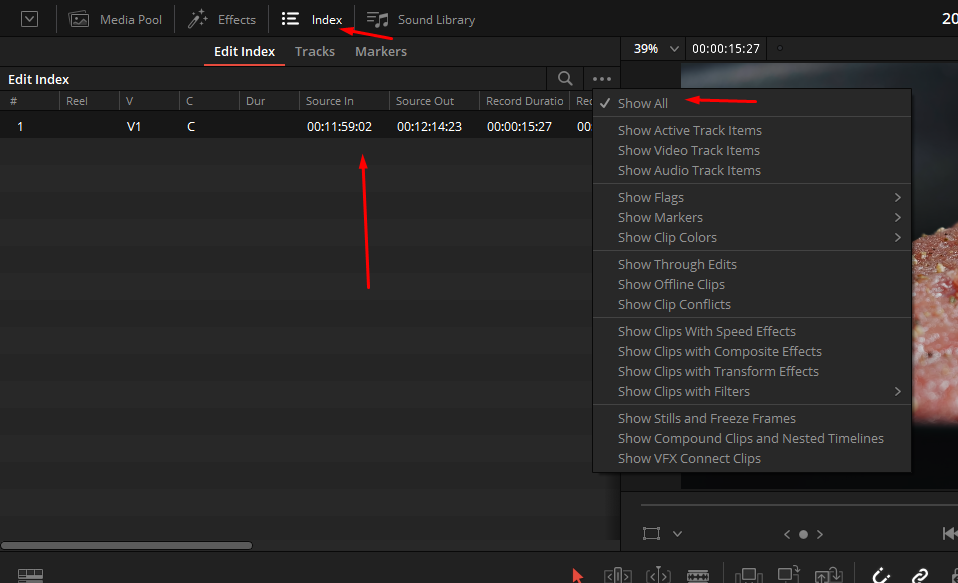 Media Pool Effects Index Sound Library 20
Edit Index Tracks Markers 39% 00:00:15:27
Edit Index
# Reel V C Dur Source In Source Out Record Duratio Rec
1 V1 C 00:11:59:02 00:12:14:23 00:00:15:27 00:
Show All
Show Active Track Items
Show Video Track Items
Show Audio Track Items
Show Flags
Show Markers
Show Clip Colors
Show Through Edits
Show Offline Clips
Show Clip Conflicts
Show Clips With Speed Effects
Show Clips with Composite Effects
Show Clips with Transform Effects
Show Clips with Filters
Show Stills and Freeze Frames
Show Compound Clips and Nested Timelines
Show VFX Connect Clips